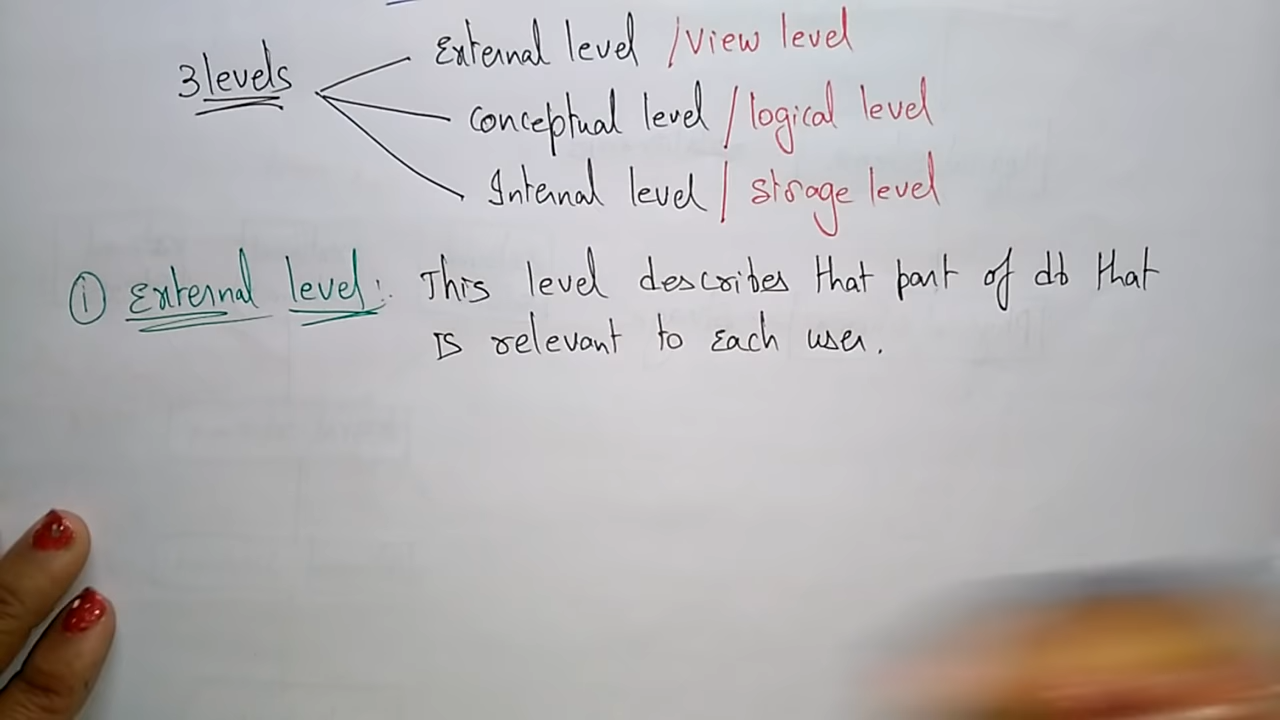 3 levels
External level / view level
conceptual level / logical level
Internal level / storage level
① External level: This level describes that part of db that
is relevant to each user.